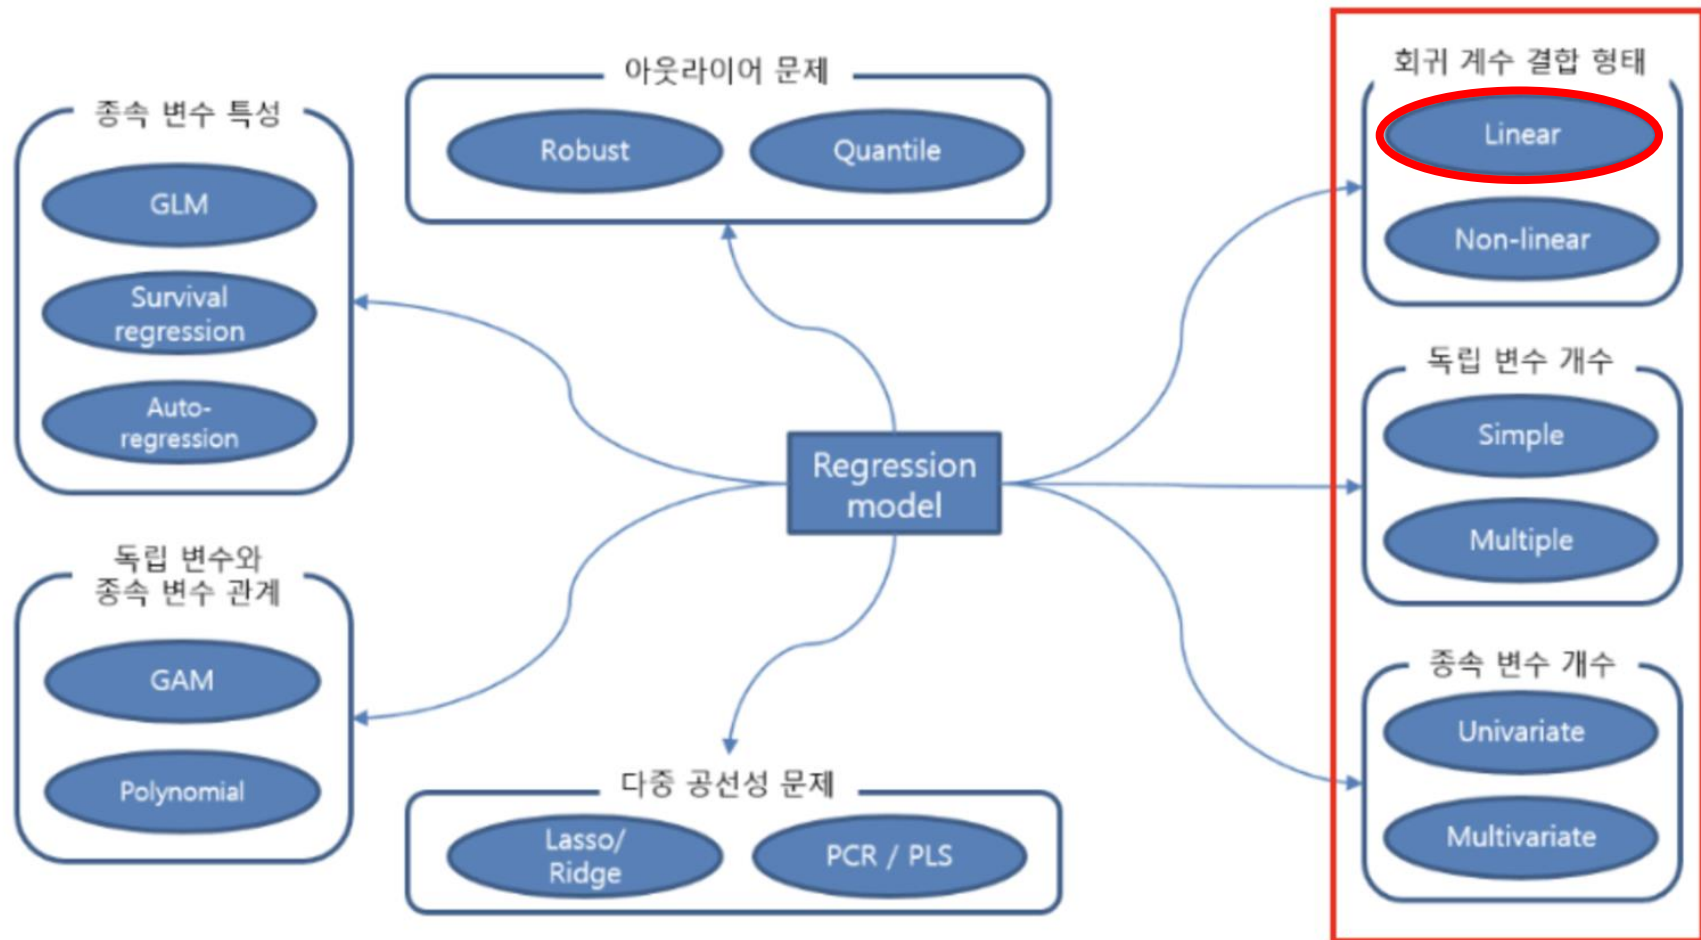 아웃라이어 문제
Robust
Quantile
종속 변수 특성
GLM
Survival
regression
Auto-
regression
독립 변수와
종속 변수 관계
GAM
Polynomial
Regression
model
다중 공선성 문제
Lasso/
Ridge
PCR / PLS
회귀 계수 결합 형태
Linear
Non-linear
독립 변수 개수
Simple
Multiple
종속 변수 개수
Univariate
Multivariate